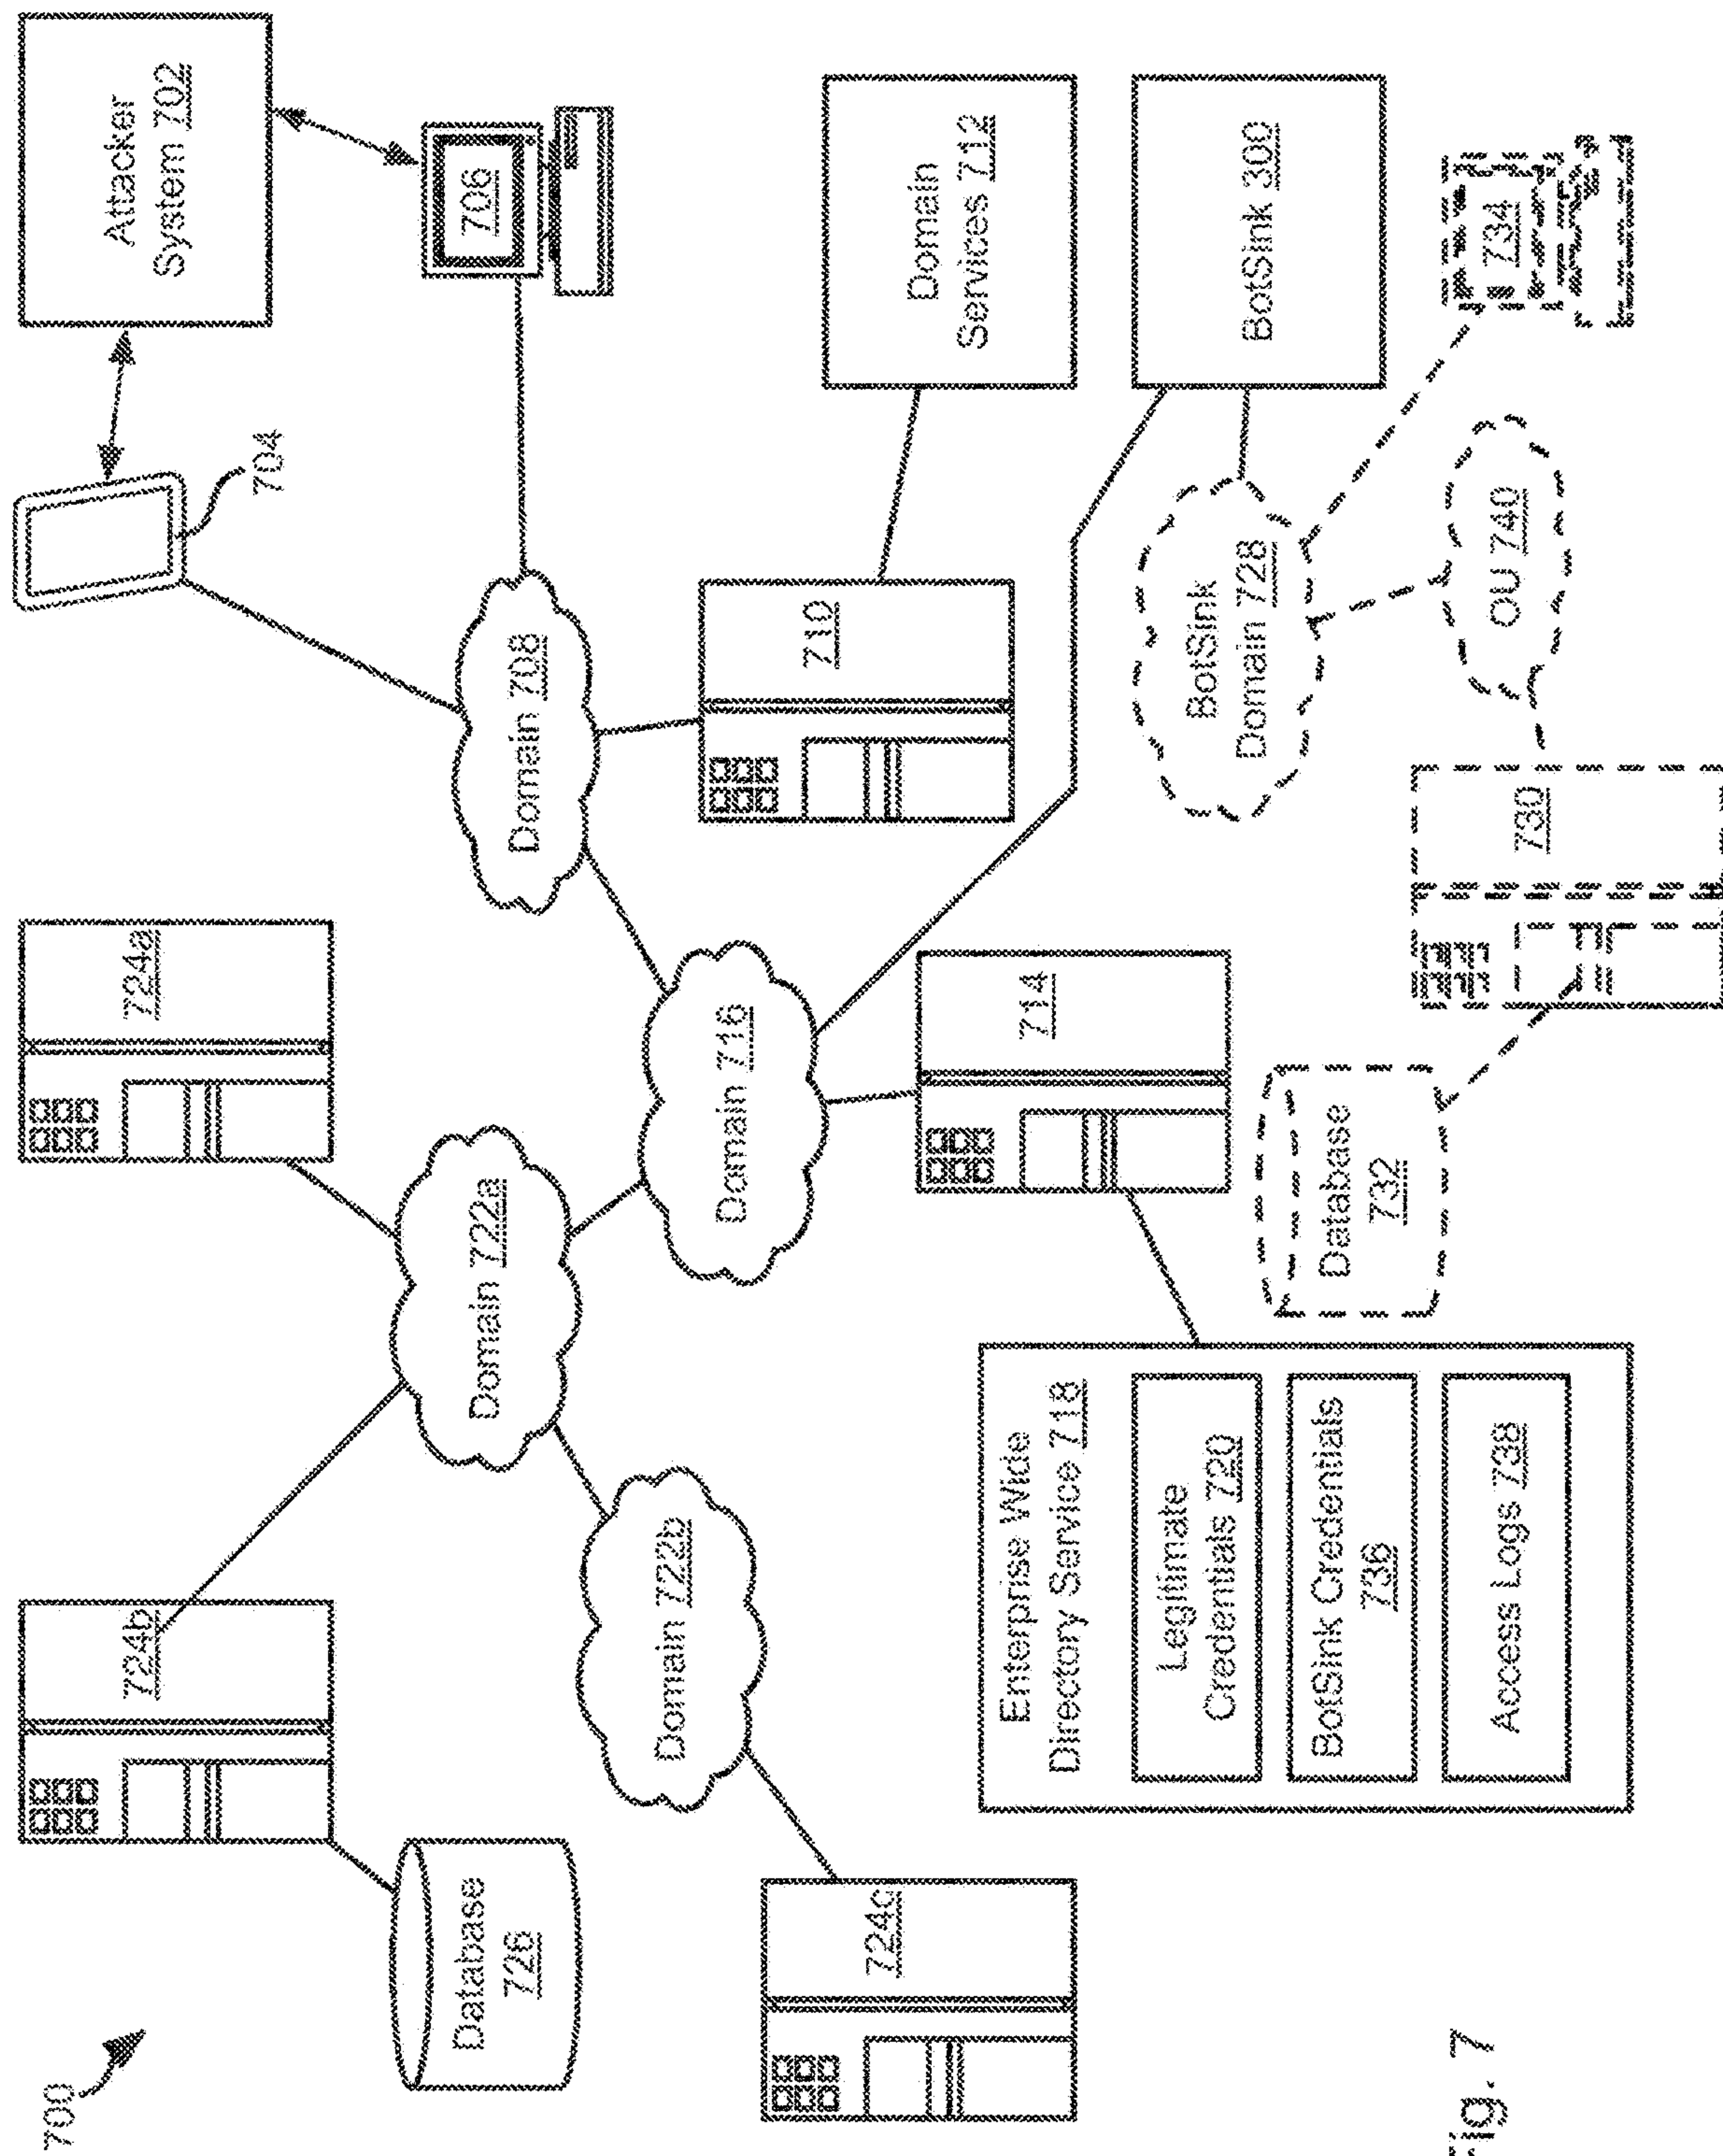 700
724b
Database
726
724a
Domain 722a
Domain 722b
724c
704
Attacker
System 702
706
Domain 708
Domain 716
710
Domain
Services 712
714
Enterprise Wide
Directory Service 718
Legitimate
Credentials 720
BotSink Credentials
736
Access Logs 738
BotSink 300
BotSink
Domain 728
734
OU 740
730
Database
732
Fig. 7